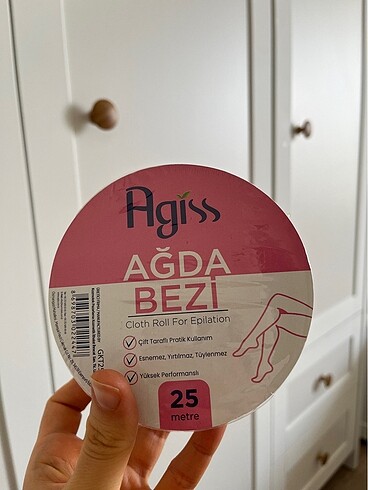 Agiss
AĞDA
BEZİ
Cloth Roll For Epilation
Çift Taraflı Pratik Kullanım
Esnemez, Yırtılmaz, Tüylenmez
Yüksek Performanslı
25
metre